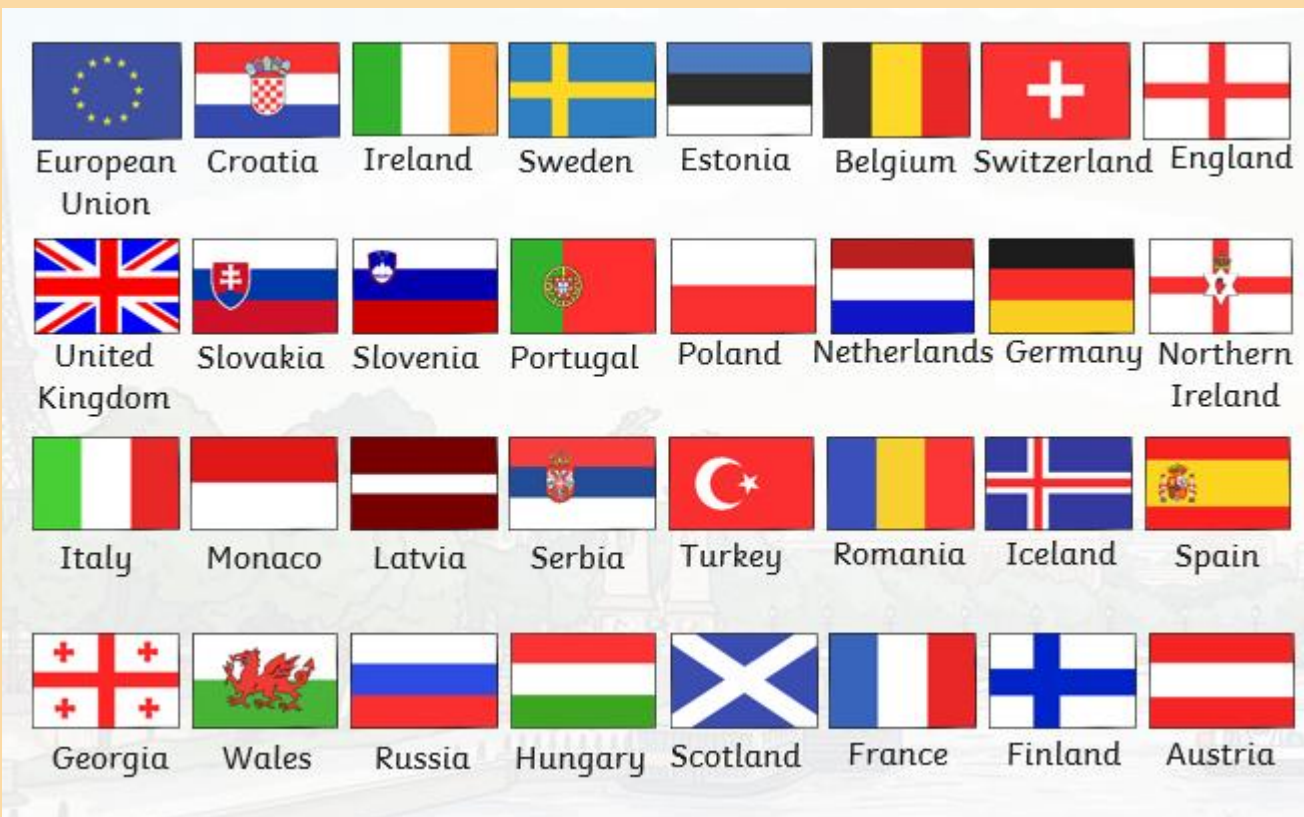 European Croatia Ireland Sweden Estonia Belgium Switzerland England
Union
United Slovakia Slovenia Portugal Poland Netherlands Germany Northern
Kingdom Ireland
Italy Monaco Latvia Serbia Turkey Romania Iceland Spain
Georgia Wales Russia Hungary Scotland France Finland Austria